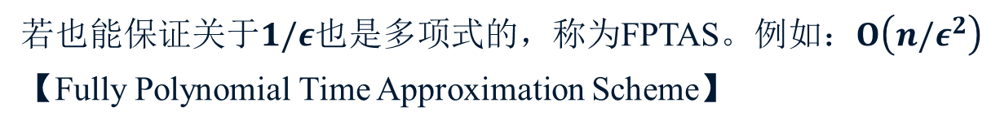 若也能保证关于1/ϵ也是多项式的，称为FPTAS。例如：O(n/ϵ²)
【Fully Polynomial Time Approximation Scheme】